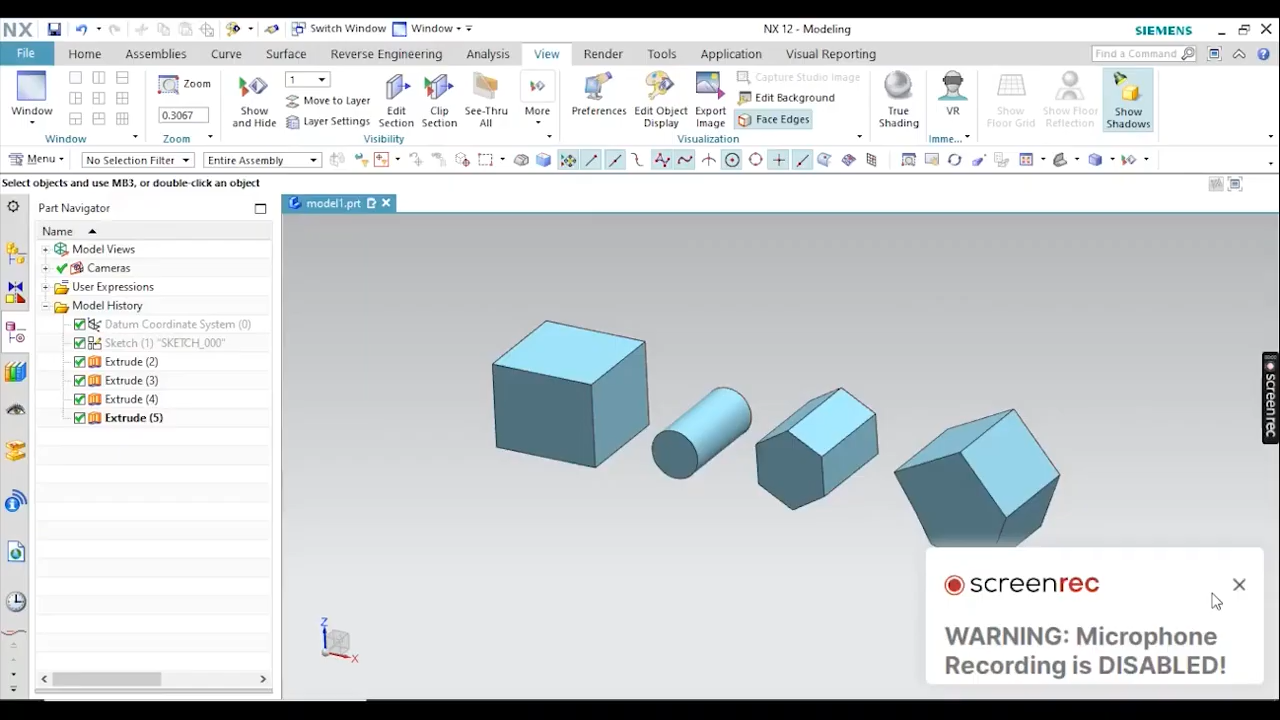 NX
Switch Window Window
NX 12 - Modeling
SIEMENS
File Home Assemblies Curve Surface Reverse Engineering Analysis View Render Tools Application Visual Reporting
Find a Command
Window
Zoom
0.3067
Show and Hide
1
Move to Layer
Layer Settings
Edit Section
Clip Section
See-Thru All
More
Preferences
Edit Object Display
Export Image
Capture Studio Image
Edit Background
Face Edges
True Shading
VR
Show Floor Grid
Show Floor Reflection
Show Shadows
Window Zoom Visibility Visualization Imme...
Menu No Selection Filter Entire Assembly
Select objects and use MB3, or double-click an object
Part Navigator
model1.prt
Name
Model Views
Cameras
User Expressions
Model History
Datum Coordinate System (0)
Sketch (1) "SKETCH_000"
Extrude (2)
Extrude (3)
Extrude (4)
Extrude (5)
Z
X
screenrec
screenrec
WARNING: Microphone
Recording is DISABLED!